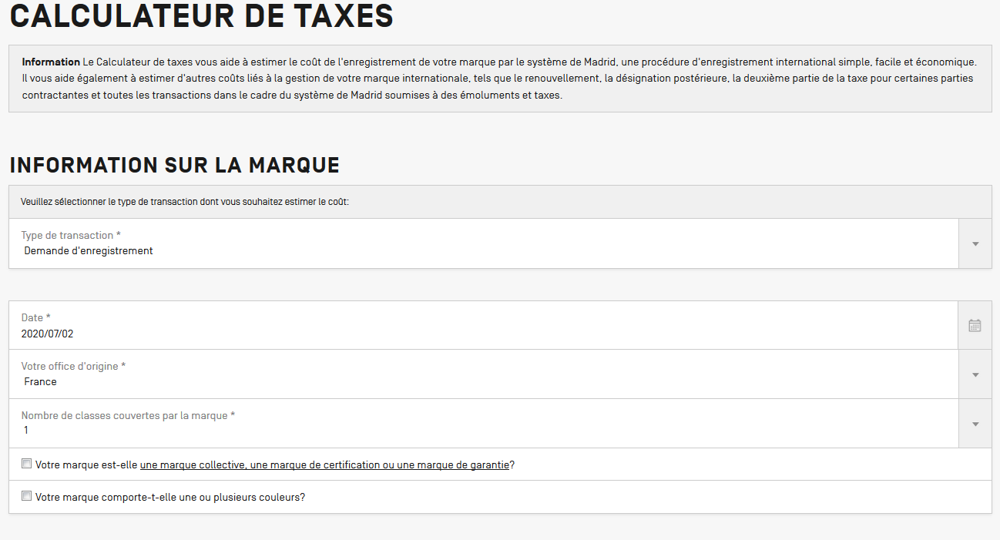 CALCULATEUR DE TAXES
Information Le Calculateur de taxes vous aide à estimer le coût de l'enregistrement de votre marque par le système de Madrid, une procédure d'enregistrement international simple, facile et économique.
Il vous aide également à estimer d'autres coûts liés à la gestion de votre marque internationale, tels que le renouvellement, la désignation postérieure, la deuxième partie de la taxe pour certaines parties
contractantes et toutes les transactions dans le cadre du système de Madrid soumises à des émoluments et taxes.
INFORMATION SUR LA MARQUE
Veuillez sélectionner le type de transaction dont vous souhaitez estimer le coût:
Type de transaction *
Demande d'enregistrement
Date *
2020/07/02
Votre office d'origine *
France
Nombre de classes couvertes par la marque *
1
Votre marque est-elle une marque collective, une marque de certification ou une marque de garantie?
Votre marque comporte-t-elle une ou plusieurs couleurs?